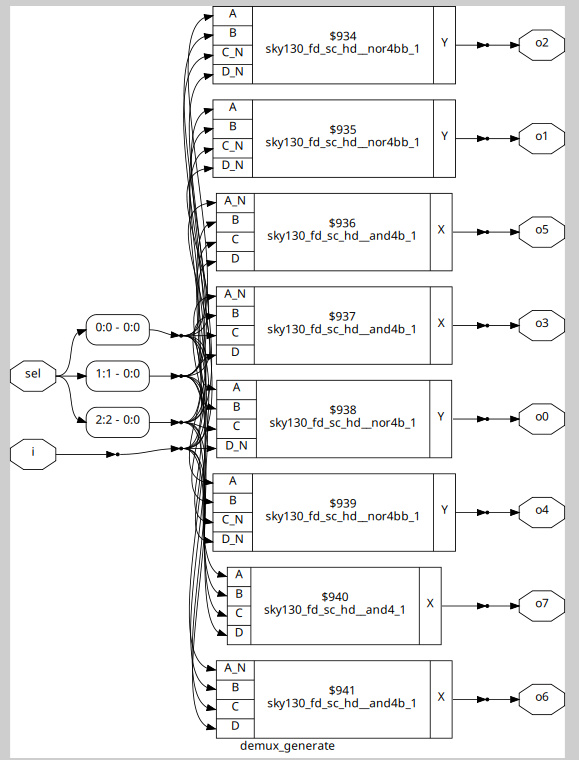 A
B
C_N
D_N
$934
sky130_fd_sc_hd__nor4bb_1
Y
o2
A
B
C_N
D_N
$935
sky130_fd_sc_hd__nor4bb_1
Y
o1
A_N
B
C
D
$936
sky130_fd_sc_hd__and4b_1
X
o5
A_N
B
C
D
$937
sky130_fd_sc_hd__and4b_1
X
o3
sel
0:0 - 0:0
1:1 - 0:0
2:2 - 0:0
i
A
B
C
D_N
$938
sky130_fd_sc_hd__nor4b_1
Y
o0
A
B
C_N
D_N
$939
sky130_fd_sc_hd__nor4bb_1
Y
o4
A
B
C
D
$940
sky130_fd_sc_hd__and4_1
X
o7
A_N
B
C
D
$941
sky130_fd_sc_hd__and4b_1
X
o6
demux_generate